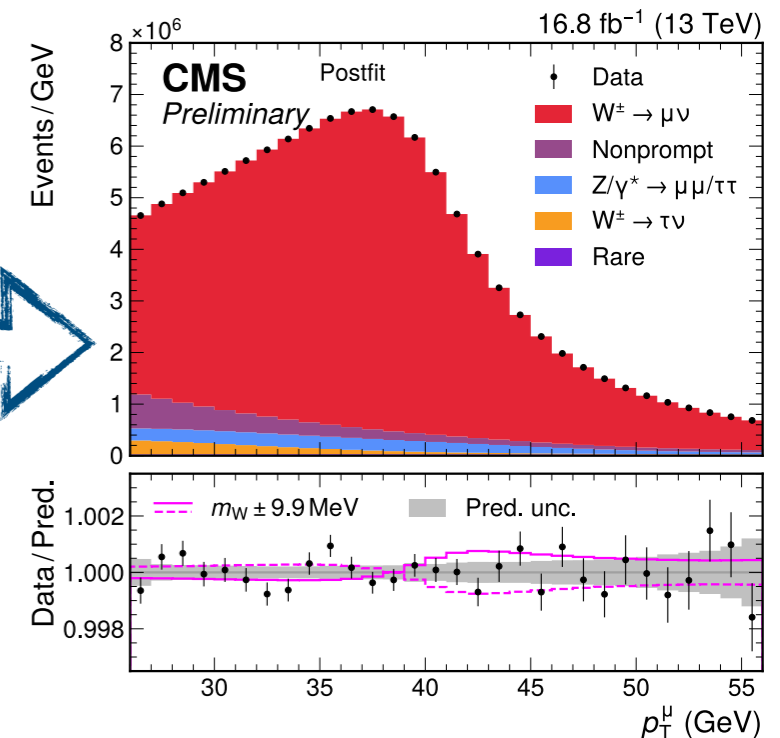 ×10⁶
16.8 fb⁻¹ (13 TeV)
CMS
Preliminary
Postfit
Data
W± → μν
Nonprompt
Z/γ* → μμ/ττ
W± → τν
Rare
Events/GeV
8
7
6
5
4
3
2
1
0
m_W ± 9.9 MeV
Pred. unc.
Data/Pred.
1.002
1.000
0.998
30 35 40 45 50 55
p_T^μ (GeV)